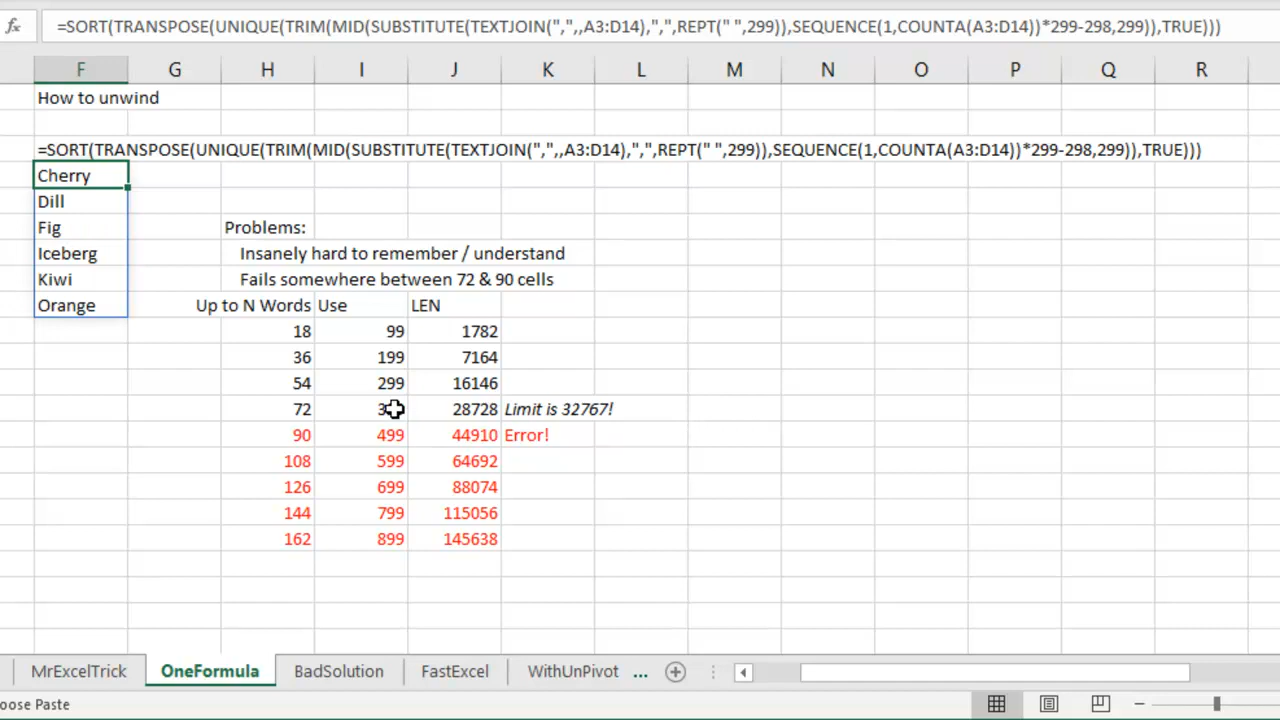 fx =SORT(TRANSPOSE(UNIQUE(TRIM(MID(SUBSTITUTE(TEXTJOIN(",",,A3:D14),",",REPT(" ",299)),SEQUENCE(1,COUNTA(A3:D14))*299-298,299)),TRUE)))
F G H I J K L M N O P Q R
How to unwind
=SORT(TRANSPOSE(UNIQUE(TRIM(MID(SUBSTITUTE(TEXTJOIN(",",,A3:D14),",",REPT(" ",299)),SEQUENCE(1,COUNTA(A3:D14))*299-298,299)),TRUE)))
Cherry
Dill
Fig Problems:
Iceberg Insanely hard to remember / understand
Kiwi Fails somewhere between 72 & 90 cells
Orange Up to N Words Use LEN
18 99 1782
36 199 7164
54 299 16146
72 28728 Limit is 32767!
90 499 44910 Error!
108 599 64692
126 699 88074
144 799 115056
162 899 145638
MrExcelTrick OneFormula BadSolution FastExcel WithUnPivot ...
Paste